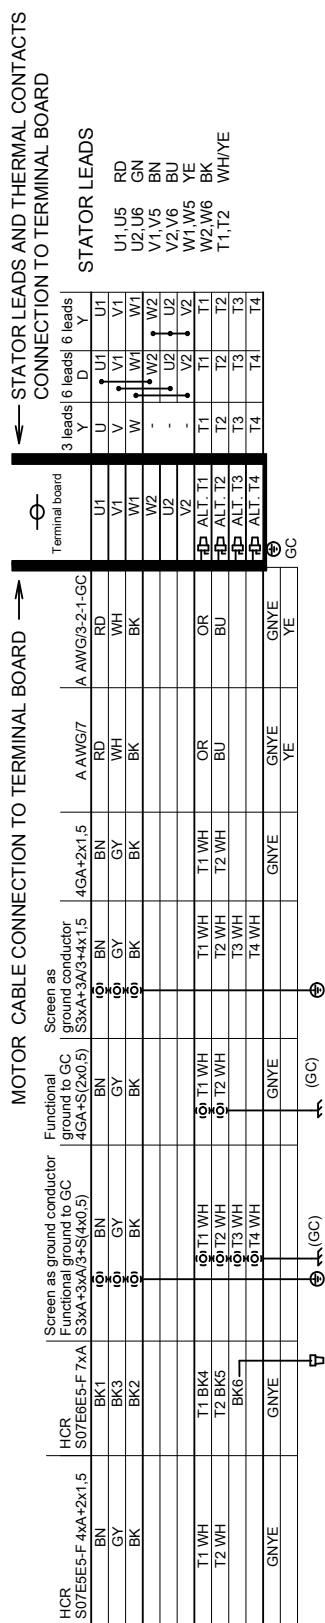 MOTOR CABLE CONNECTION TO TERMINAL BOARD
STATOR LEADS AND THERMAL CONTACTS
CONNECTION TO TERMINAL BOARD
HCR
S07E5E5-F 4xA+2x1,5
HCR
S07E6E5-F 7xA
Screen as ground conductor
Functional ground to GC
S3xA+3xA/3+S(4x0,5)
Functional
ground to GC
4GA+S(2x0,5)
Screen as
ground conductor
S3xA+3A/3+4x1,5
4GA+2x1,5
A AWG/7
A AWG/3-2-1-GC
Terminal board
3 leads
Y
6 leads
D
6 leads
Y
STATOR LEADS
BN BK1 BN BN BN BN RD RD U1 U U1 U1
GY BK3 GY GY GY GY WH WH V1 V V1 V1
BK BK2 BK BK BK BK BK BK W1 W W1 W1
W2 - W2 W2
U2 - U2 U2
V2 - V2 V2
T1 WH T1 BK4 T1 WH T1 WH T1 WH T1 WH OR OR ALT. T1 T1 T1 T1
T2 WH T2 BK5 T2 WH T2 WH T2 WH T2 WH BU BU ALT. T2 T2 T2 T2
BK6 T3 WH T3 WH ALT. T3 T3 T3 T3
T4 WH T4 WH ALT. T4 T4 T4 T4
GNYE GNYE GNYE GNYE GNYE GNYE
YE YE GC
(GC) (GC)
U1,U5 RD
U2,U6 GN
V1,V5 BN
V2,V6 BU
W1,W5 YE
W2,W6 BK
T1,T2 WH/YE